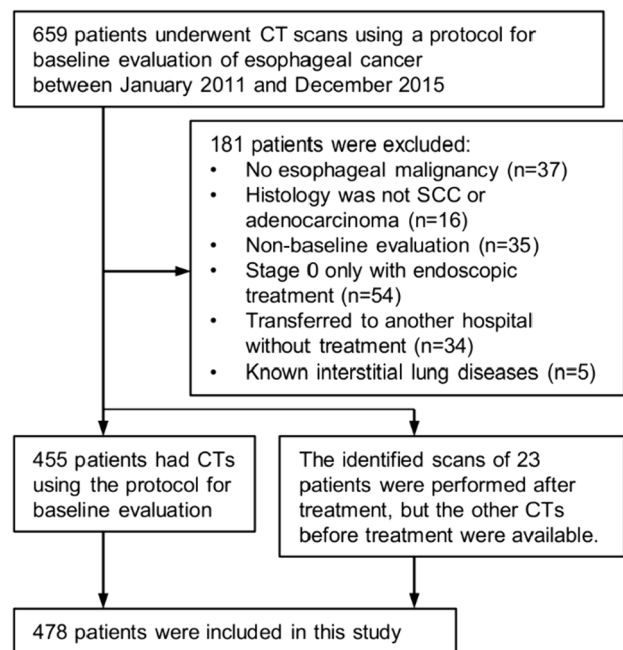 659 patients underwent CT scans using a protocol for
baseline evaluation of esophageal cancer
between January 2011 and December 2015
181 patients were excluded:
• No esophageal malignancy (n=37)
• Histology was not SCC or
adenocarcinoma (n=16)
• Non-baseline evaluation (n=35)
• Stage 0 only with endoscopic
treatment (n=54)
• Transferred to another hospital
without treatment (n=34)
• Known interstitial lung diseases (n=5)
455 patients had CTs
using the protocol for
baseline evaluation
The identified scans of 23
patients were performed after
treatment, but the other CTs
before treatment were available.
478 patients were included in this study